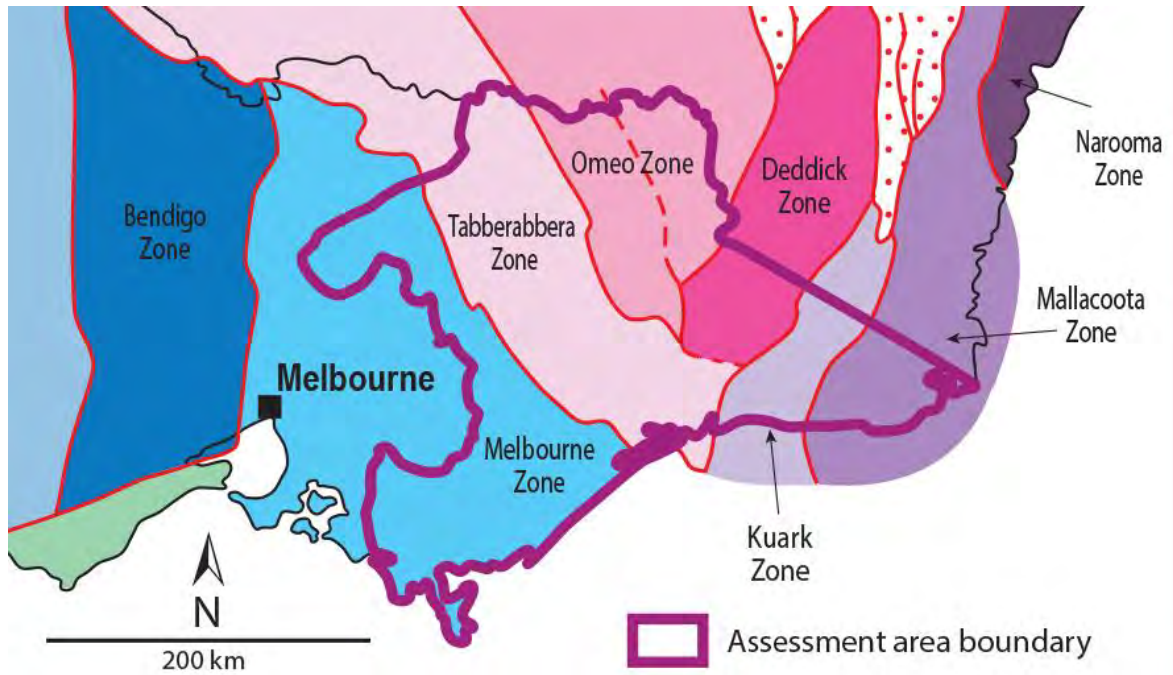 Narooma
Zone
Omeo Zone
Deddick
Zone
Bendigo
Zone
Tabberabbera
Zone
Mallacoota
Zone
Melbourne
Melbourne
Zone
Kuark
Zone
N
200 km
Assessment area boundary